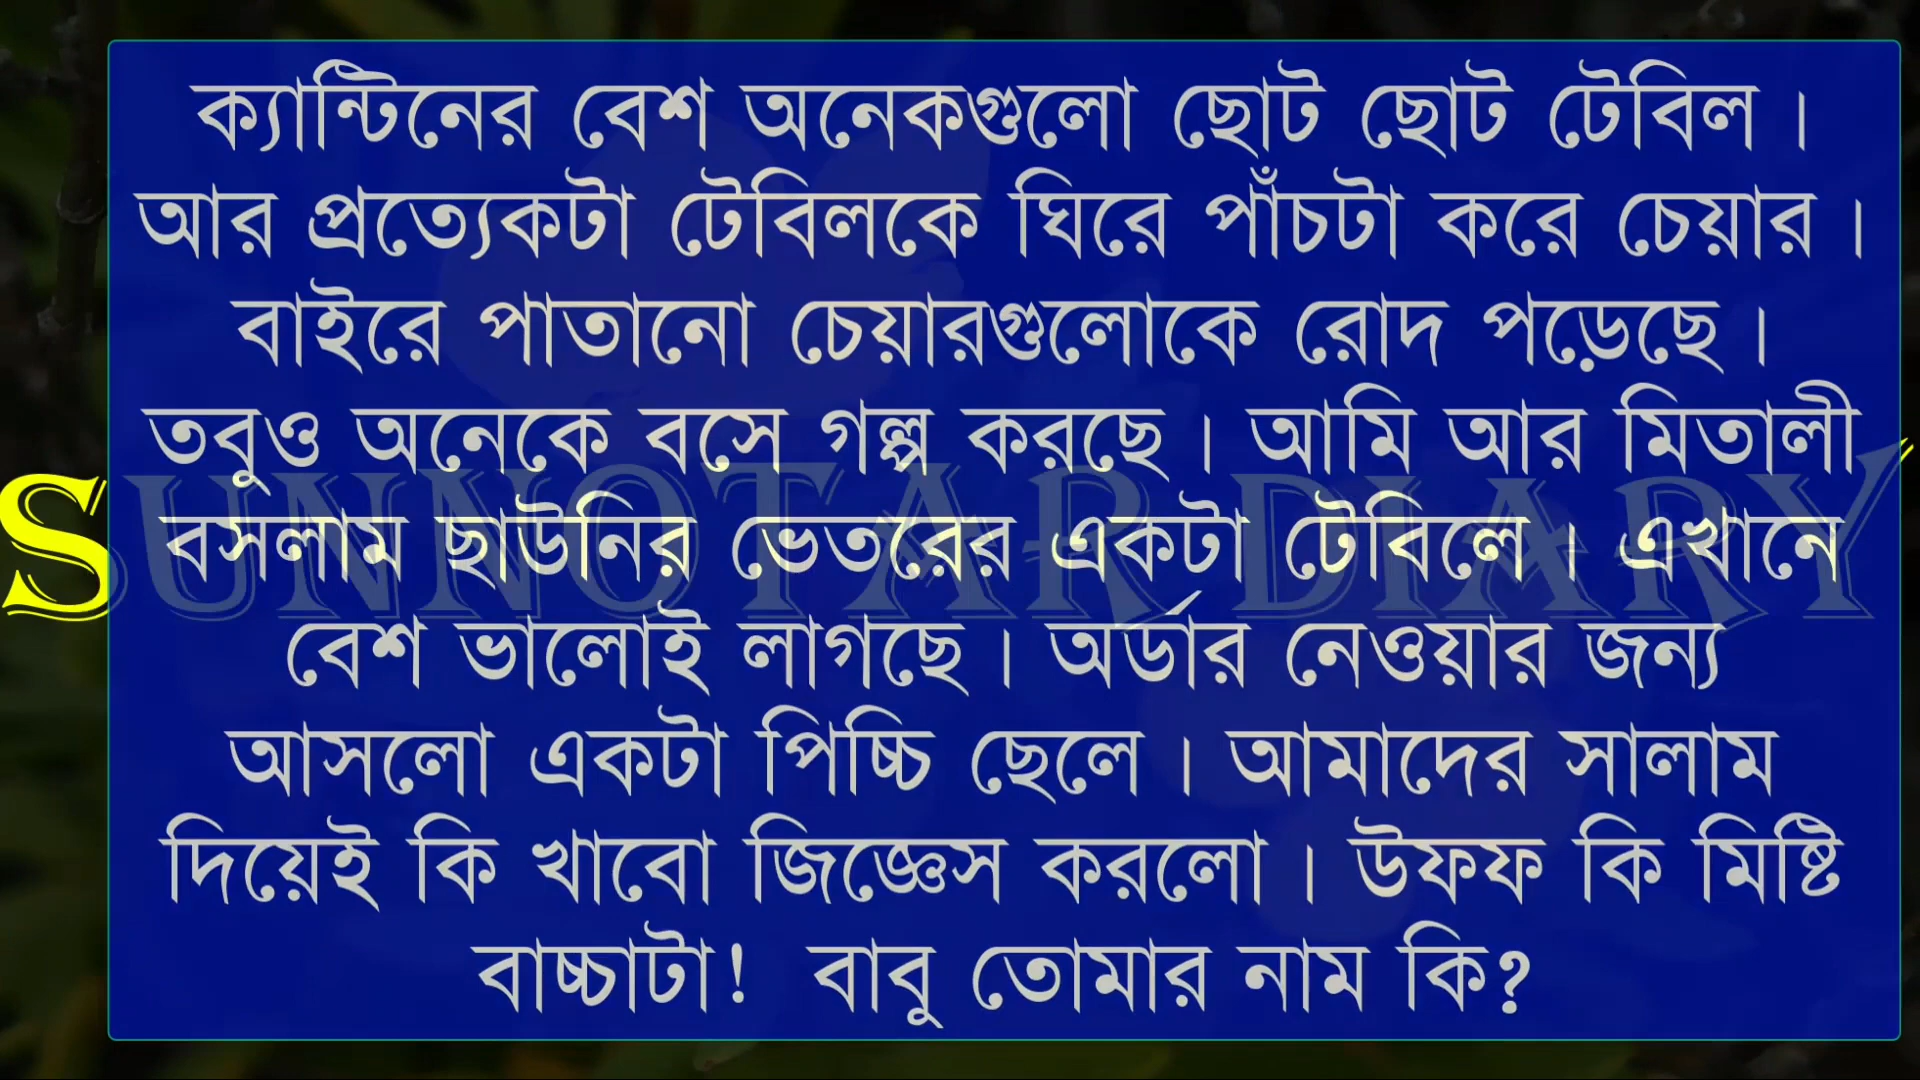 ক্যান্টিনের বেশ অনেকগুলো ছোট ছোট টেবিল।
আর প্রত্যেকটা টেবিলকে ঘিরে পাঁচটা করে চেয়ার।
বাইরে পাতানো চেয়ারগুলোকে রোদ পড়েছে।
তবুও অনেকে বসে গল্প করছে। আমি আর মিতালী
SUNNOTAR DIARY
বসলাম ছাউনির ভেতরের একটা টেবিলে। এখানে
বেশ ভালোই লাগছে। অর্ডার নেওয়ার জন্য
আসলো একটা পিচ্চি ছেলে। আমাদের সালাম
দিয়েই কি খাবো জিজ্ঞেস করলো। উফফ কি মিষ্টি
বাচ্চাটা! বাবু তোমার নাম কি?